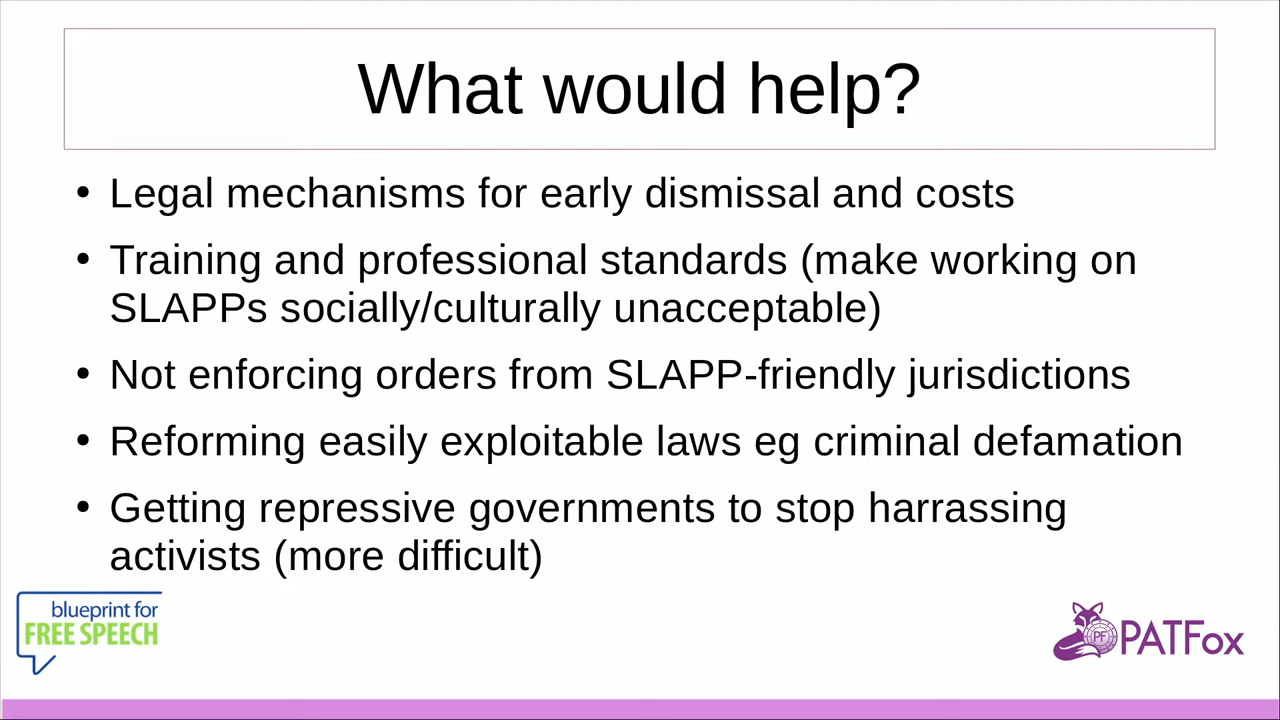 What would help?
• Legal mechanisms for early dismissal and costs
• Training and professional standards (make working on
SLAPPs socially/culturally unacceptable)
• Not enforcing orders from SLAPP-friendly jurisdictions
• Reforming easily exploitable laws eg criminal defamation
• Getting repressive governments to stop harrassing
activists (more difficult)
blueprint for
FREE SPEECH
PF
PATFox